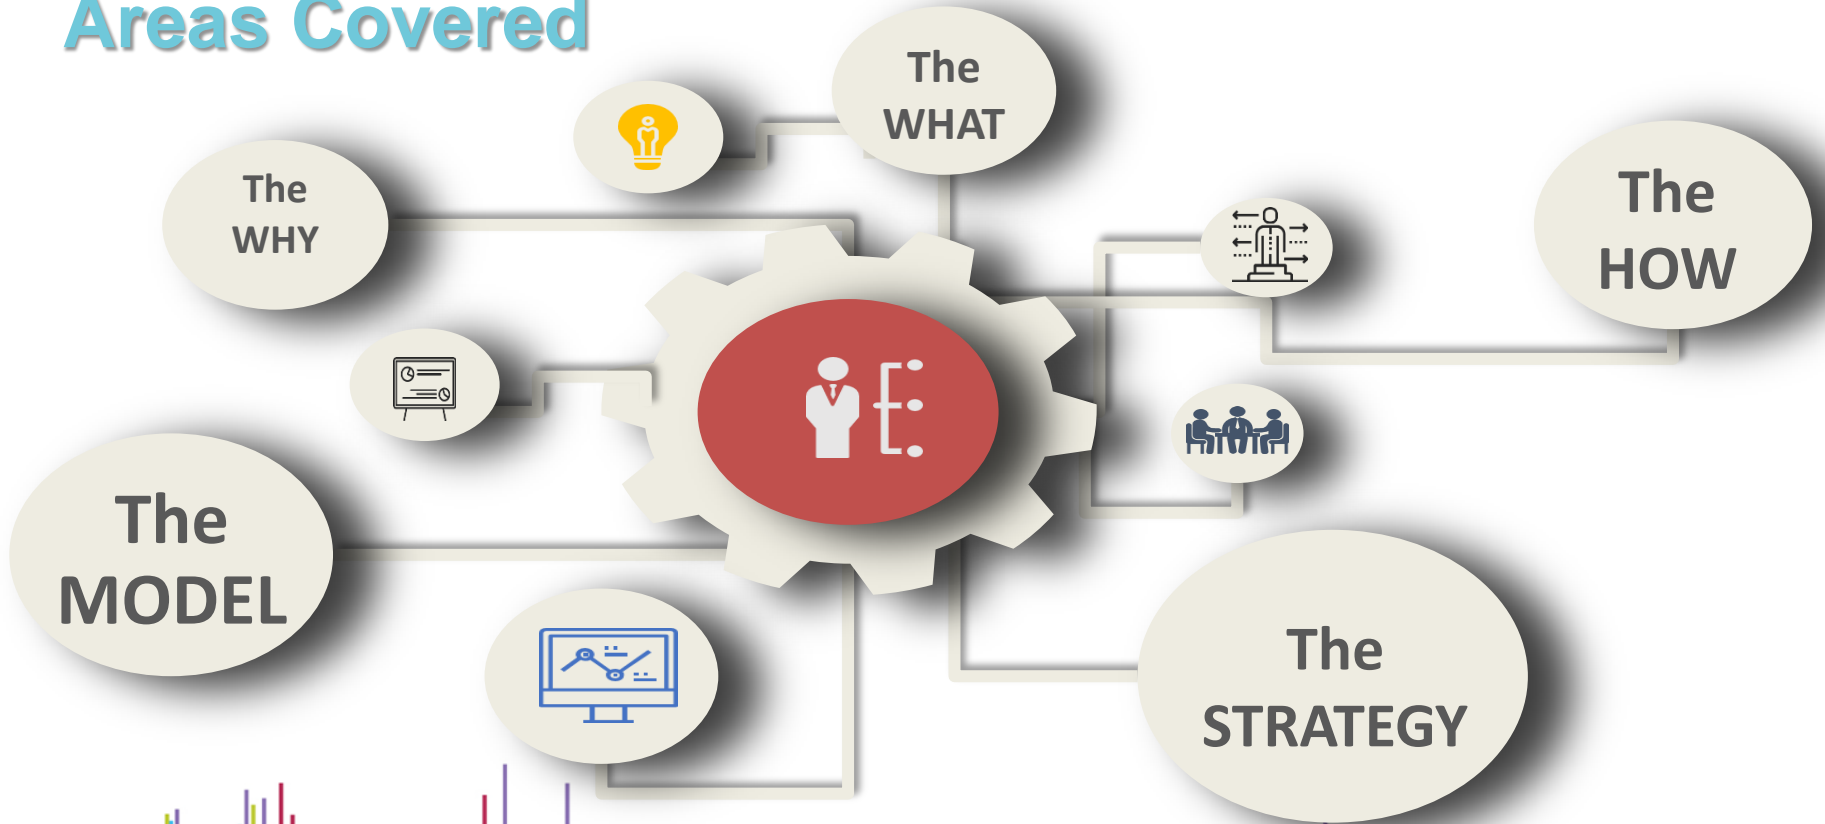 Areas Covered
The
WHAT
The
WHY
The
HOW
The
MODEL
The
STRATEGY